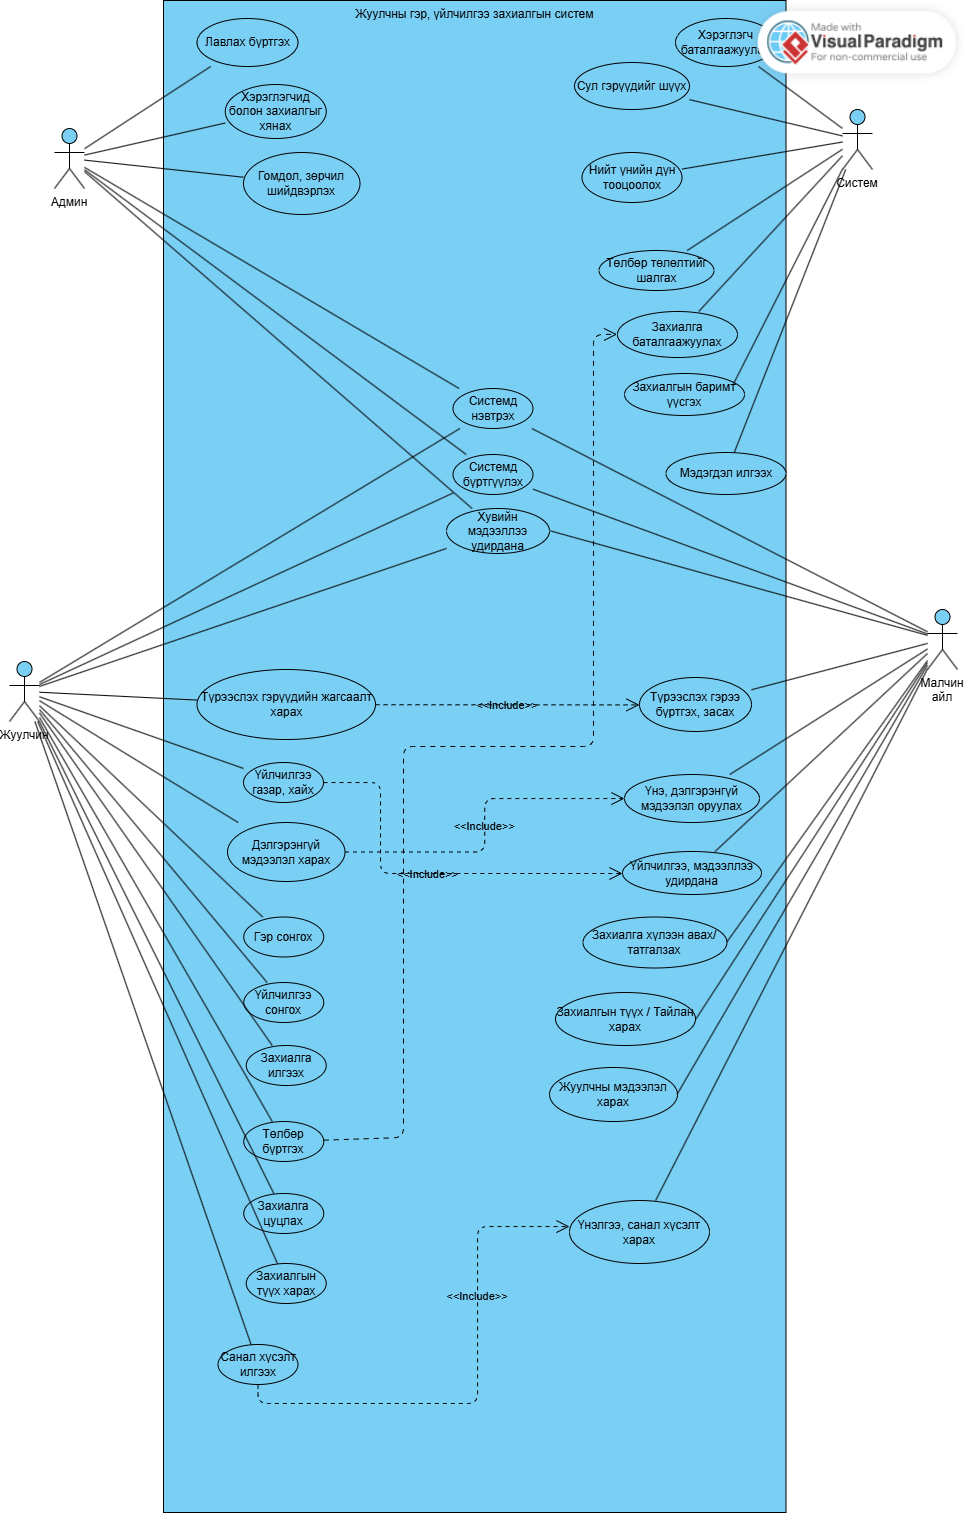 Жуулчны гэр, үйлчилгээ захиалгын систем
Made with
VisualParadigm
For non-commercial use
Лавлах бүртгэх
Хэрэглэгч
баталгаажуула
Сул гэрүүдийг шүүх
Хэрэглэгчид
болон захиалгыг
хянах
Админ
Систем
Гомдол, зөрчил
шийдвэрлэх
Нийт үнийн дүн
тооцоолох
Төлбөр төлөлтийг
шалгах
Захиалга
баталгаажуулах
Захиалгын баримт
үүсгэх
Системд
нэвтрэх
Мэдэгдэл илгээх
Системд
бүртгүүлэх
Хувийн
мэдээллээ
удирдана
Жуулчин
Малчин
айл
Түрээслэх гэрүүдийн жагсаалт
харах
<<Include>>
Түрээслэх гэрээ
бүртгэх, засах
Үйлчилгээ
газар, хайх
Үнэ, дэлгэрэнгүй
мэдээлэл оруулах
<<Include>>
Дэлгэрэнгүй
мэдээлэл харах
<<Include>>
Үйлчилгээ, мэдээллээ
удирдана
Гэр сонгох
Захиалга хүлээн авах/
татгалзах
Үйлчилгээ
сонгох
Захиалгын түүх / Тайлан
харах
Захиалга
илгээх
Жуулчны мэдээлэл
харах
Төлбөр
бүртгэх
Захиалга
цуцлах
Үнэлгээ, санал хүсэлт
харах
Захиалгын
түүх харах
<<Include>>
Санал хүсэлт
илгээх